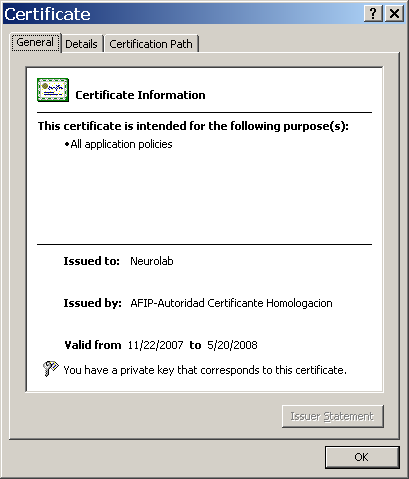 Certificate
General Details Certification Path
Certificate Information
This certificate is intended for the following purpose(s):
•All application policies
Issued to: Neurolab
Issued by: AFIP-Autoridad Certificante Homologacion
Valid from 11/22/2007 to 5/20/2008
You have a private key that corresponds to this certificate.
Issuer Statement
OK